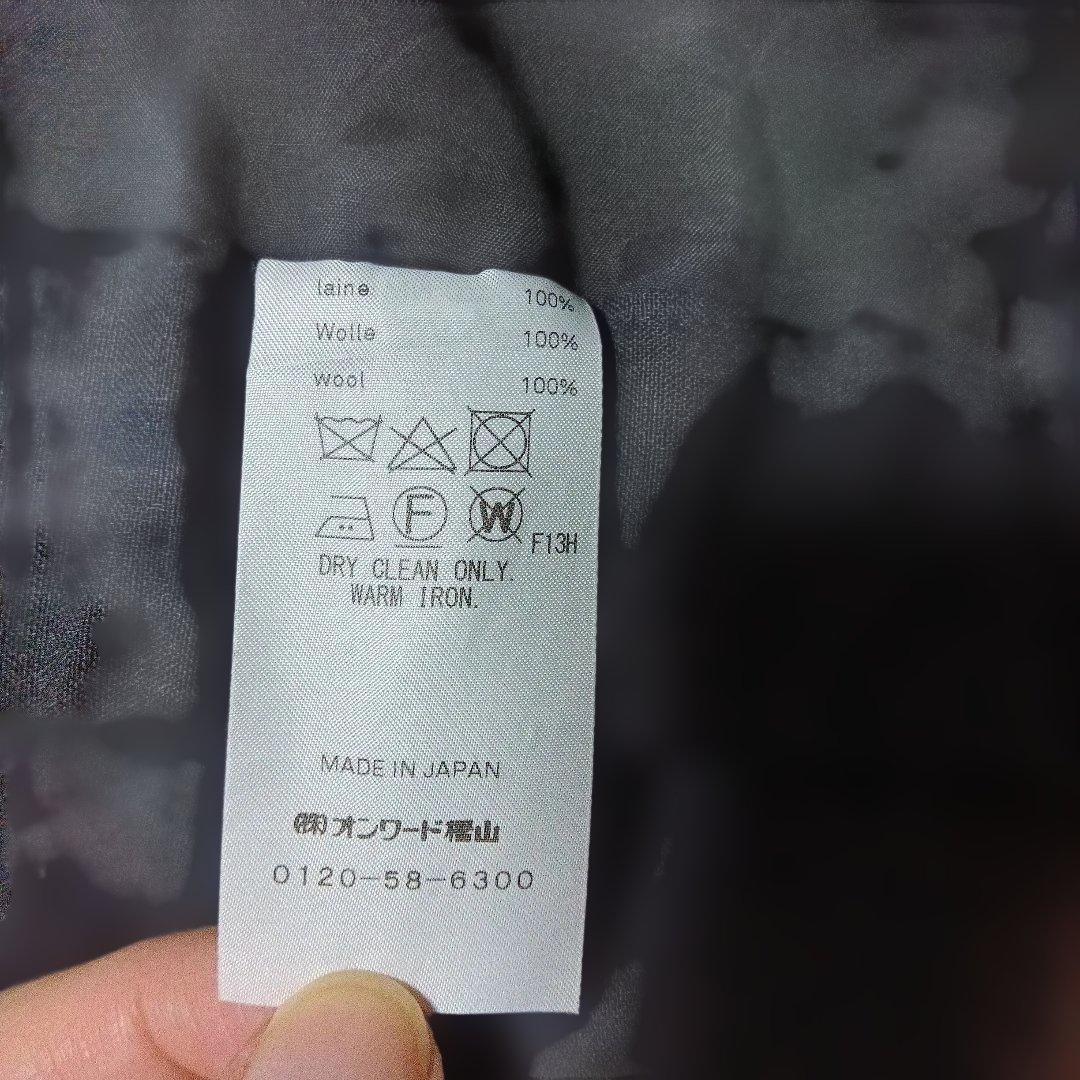 laine 100%
Wolle 100%
wool 100%
F W F13H
DRY CLEAN ONLY.
WARM IRON.
MADE IN JAPAN
㈱オンワード樫山
0120-58-6300